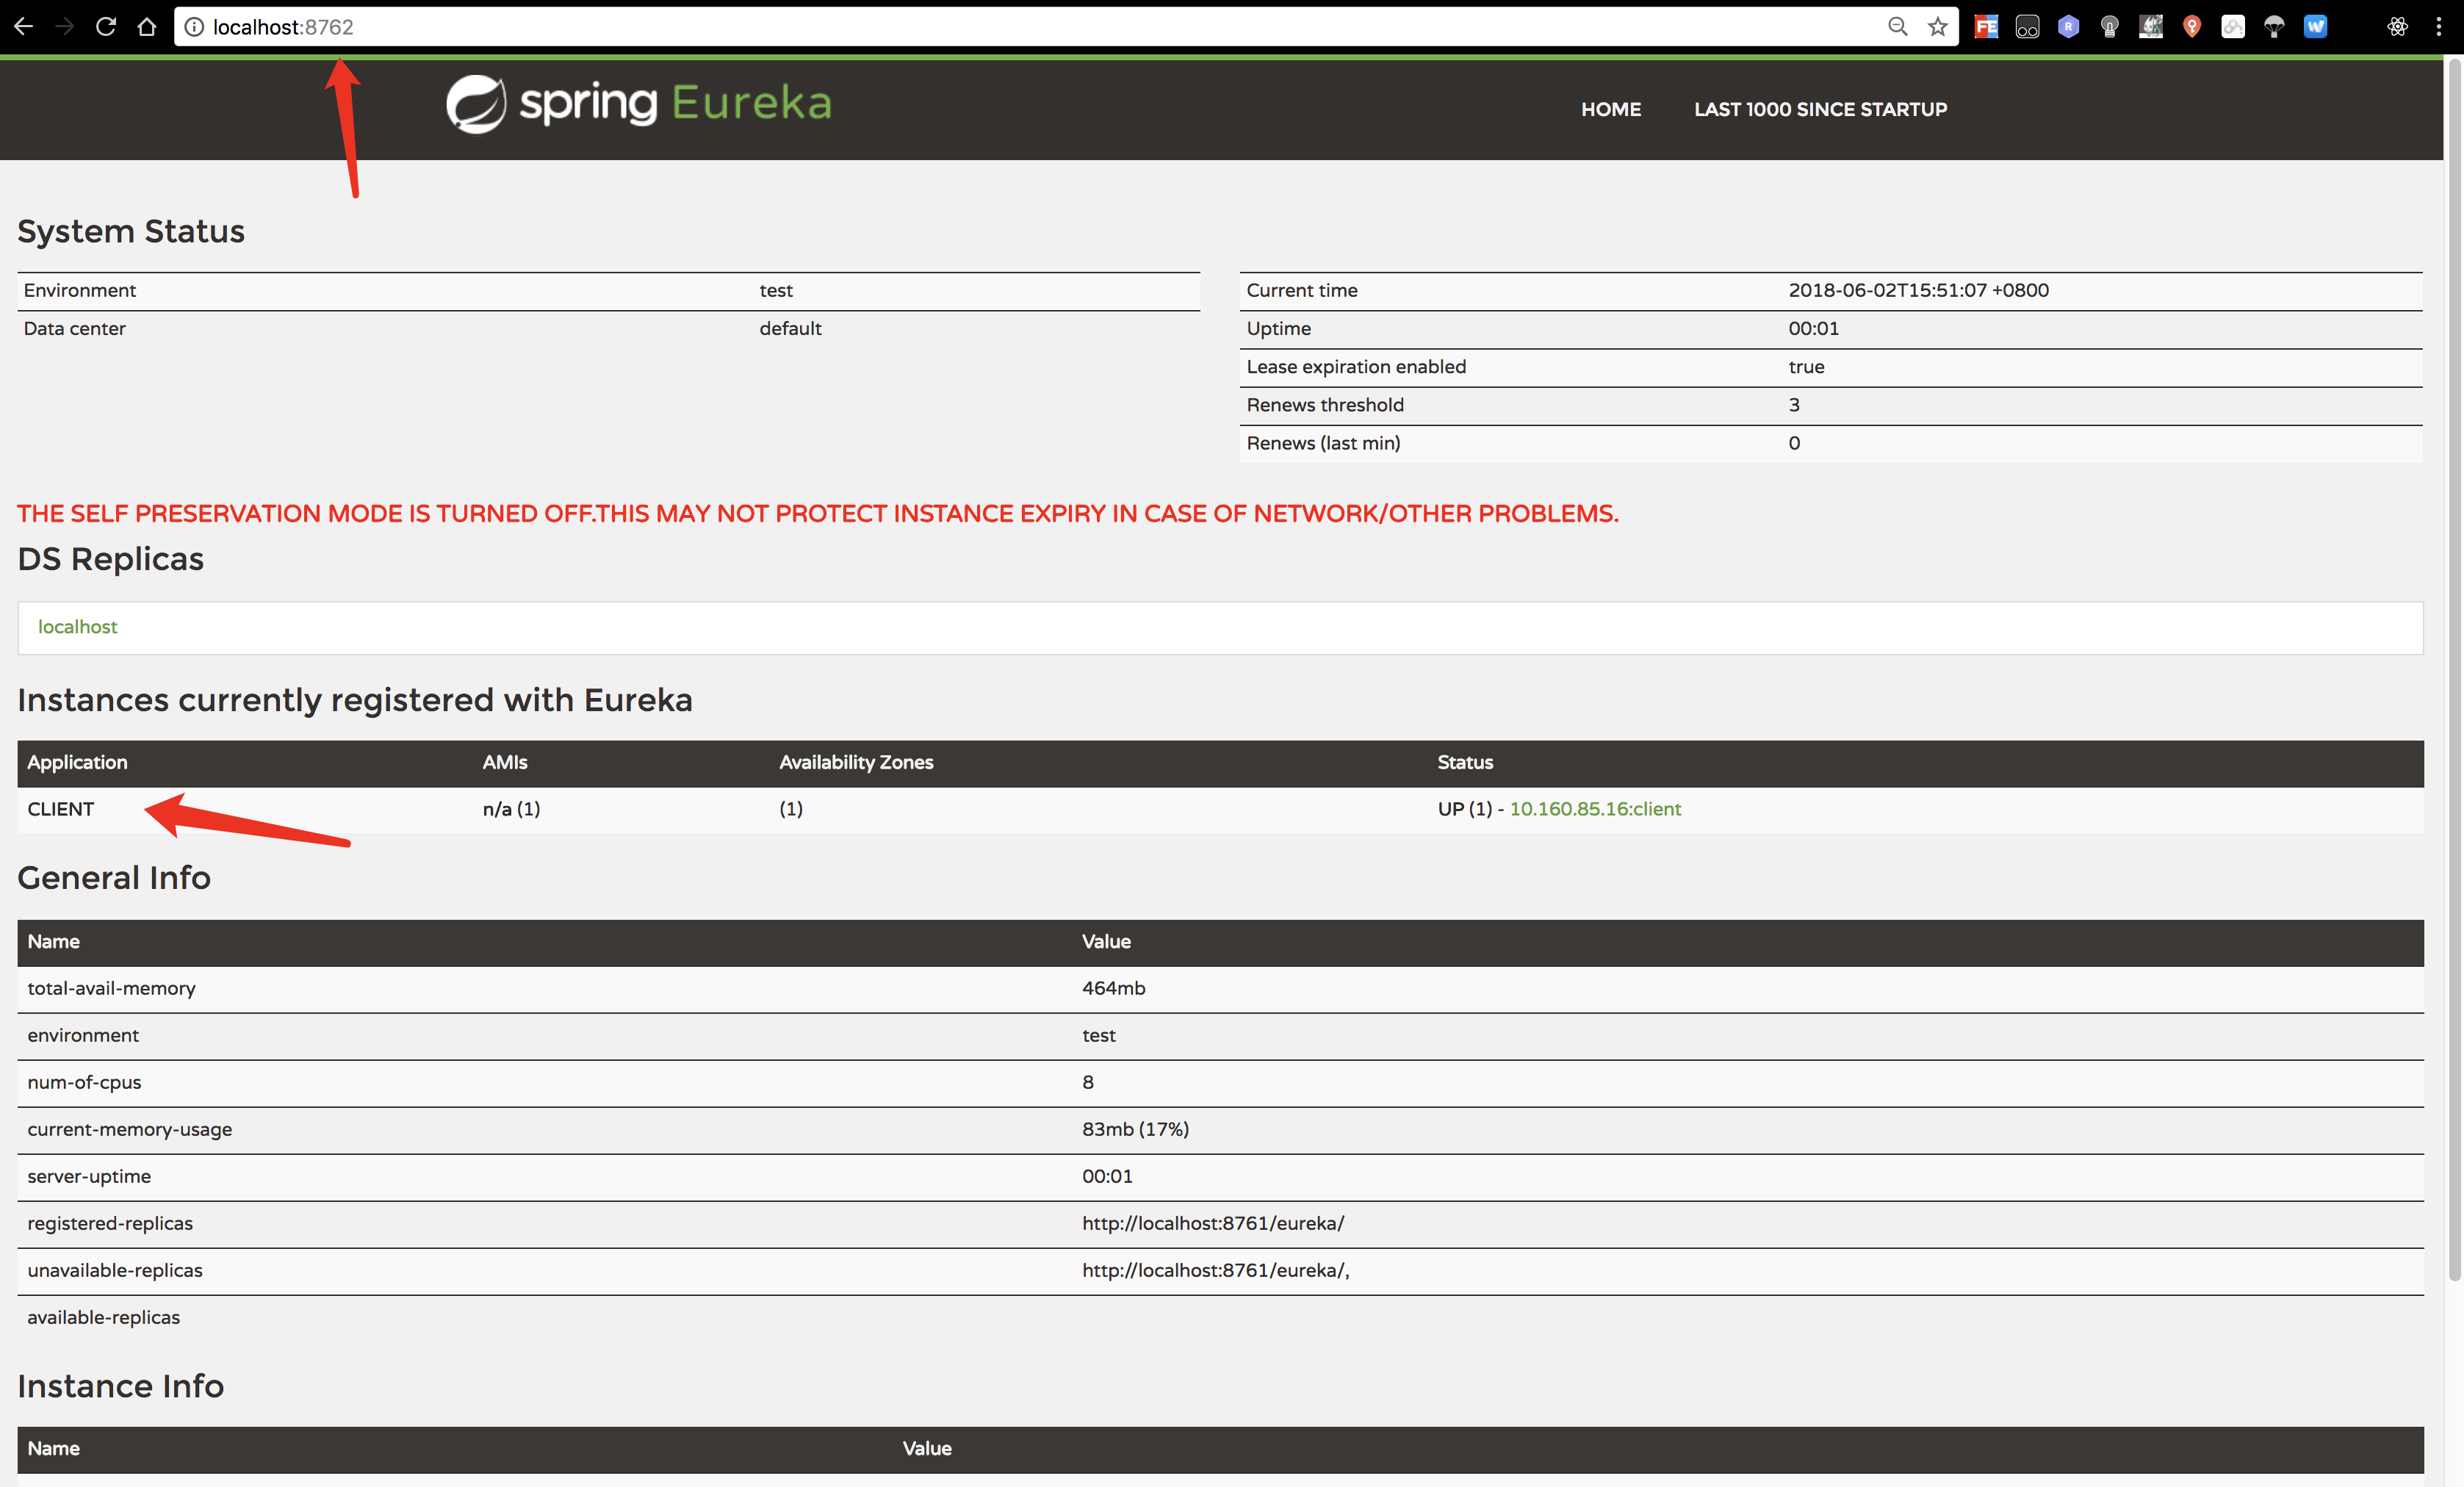 localhost:8762
spring Eureka
HOME LAST 1000 SINCE STARTUP
System Status
Environment test
Data center default
Current time 2018-06-02T15:51:07 +0800
Uptime 00:01
Lease expiration enabled true
Renews threshold 3
Renews (last min) 0
THE SELF PRESERVATION MODE IS TURNED OFF.THIS MAY NOT PROTECT INSTANCE EXPIRY IN CASE OF NETWORK/OTHER PROBLEMS.
DS Replicas
localhost
Instances currently registered with Eureka
Application AMIs Availability Zones Status
CLIENT n/a (1) (1) UP (1) - 10.160.85.16:client
General Info
Name Value
total-avail-memory 464mb
environment test
num-of-cpus 8
current-memory-usage 83mb (17%)
server-uptime 00:01
registered-replicas http://localhost:8761/eureka/
unavailable-replicas http://localhost:8761/eureka/,
available-replicas
Instance Info
Name Value